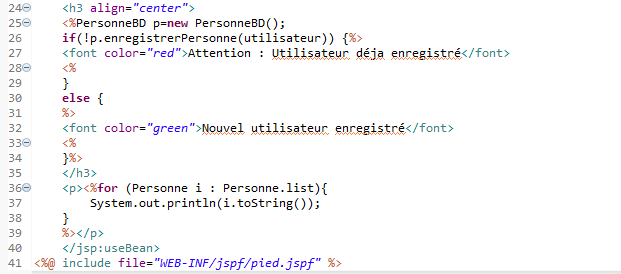 24 <h3 align="center">
25 <%PersonneBD p=new PersonneBD();
26 if(!p.enregistrerPersonne(utilisateur)) {%>
27 <font color="red">Attention : Utilisateur déja enregistré</font>
28 <%
29 }
30 else {
31 %>
32 <font color="green">Nouvel utilisateur enregistré</font>
33 <%
34 }%>
35 </h3>
36 <p><%for (Personne i : Personne.list){
37 System.out.println(i.toString());
38 }
39 %></p>
40 </jsp:useBean>
41 <%@ include file="WEB-INF/jspf/pied.jspf" %>